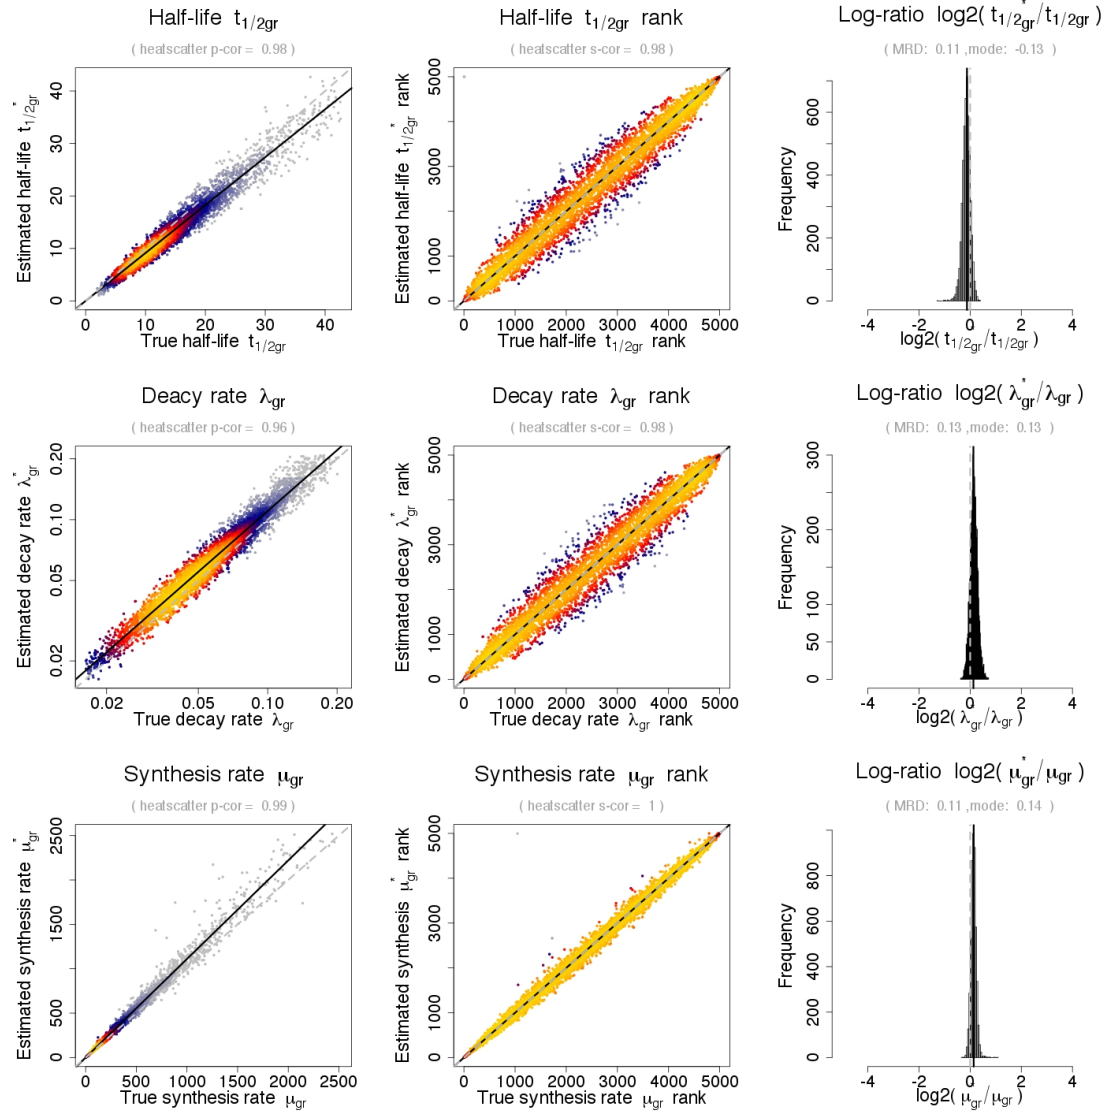 Half-life t1/2gr
( heatscatter p-cor = 0.98 )
Estimated half-life t*1/2gr
0 10 20 30 40
0 10 20 30 40
True half-life t1/2gr
Half-life t1/2gr rank
( heatscatter s-cor = 0.98 )
Estimated half-life t*1/2gr rank
0 1000 3000 5000
0 1000 2000 3000 4000 5000
True half-life t1/2gr rank
Log-ratio log2( t*1/2gr/t1/2gr )
( MRD: 0.11 ,mode: -0.13 )
Frequency
0 200 400 600
-4 -2 0 2 4
log2( t1/2gr/t1/2gr )
Deacy rate λgr
( heatscatter p-cor = 0.96 )
Estimated decay rate λ*gr
0.02 0.05 0.10 0.20
0.02 0.05 0.10 0.20
True decay rate λgr
Decay rate λgr rank
( heatscatter s-cor = 0.98 )
Estimated decay λ*gr rank
0 1000 3000 5000
0 1000 2000 3000 4000 5000
True decay rate λgr rank
Log-ratio log2( λ*gr/λgr )
( MRD: 0.13 ,mode: 0.13 )
Frequency
0 50 100 200 300
-4 -2 0 2 4
log2( λgr/λgr )
Synthesis rate μgr
( heatscatter p-cor = 0.99 )
Estimated synthesis rate μ*gr
0 500 1500 2500
0 500 1000 1500 2000 2500
True synthesis rate μgr
Synthesis rate μgr rank
( heatscatter s-cor = 1 )
Estimated synthesis μ*gr rank
0 1000 3000 5000
0 1000 2000 3000 4000 5000
True synthesis rate μgr rank
Log-ratio log2( μ*gr/μgr )
( MRD: 0.11 ,mode: 0.14 )
Frequency
0 200 400 600 800
-4 -2 0 2 4
log2( μgr/μgr )